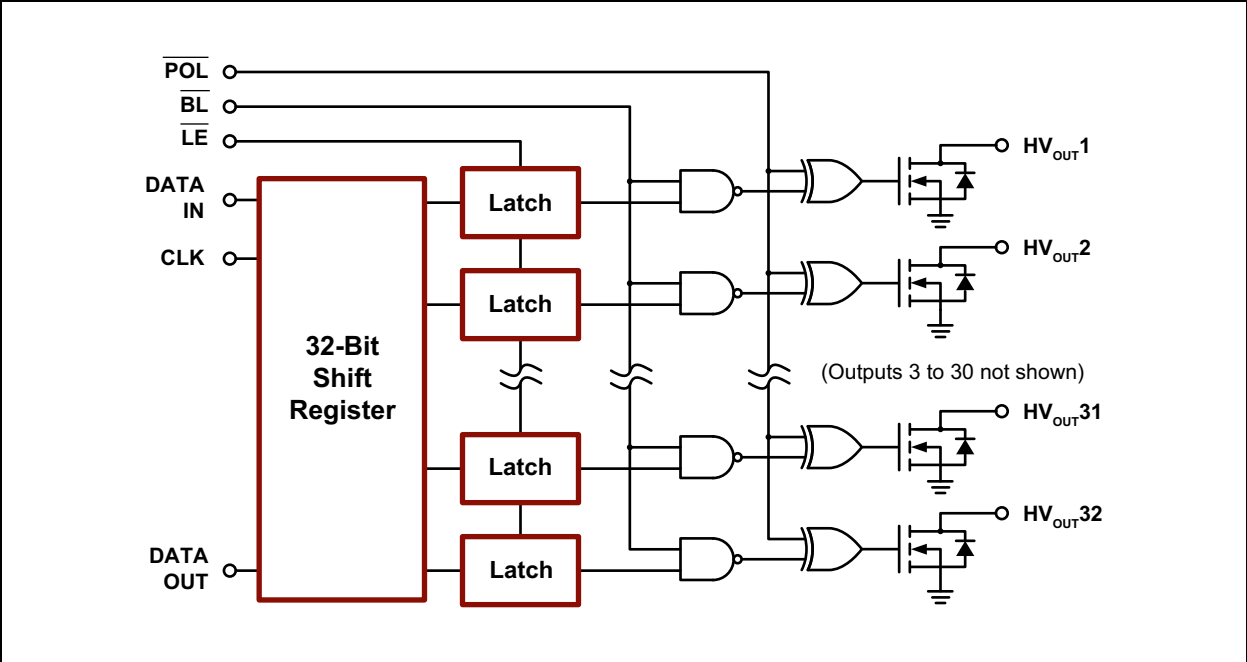 POL
BL
LE
DATA
IN
CLK
DATA
OUT
32-Bit
Shift
Register
Latch
Latch
Latch
Latch
HVOUT1
HVOUT2
(Outputs 3 to 30 not shown)
HVOUT31
HVOUT32